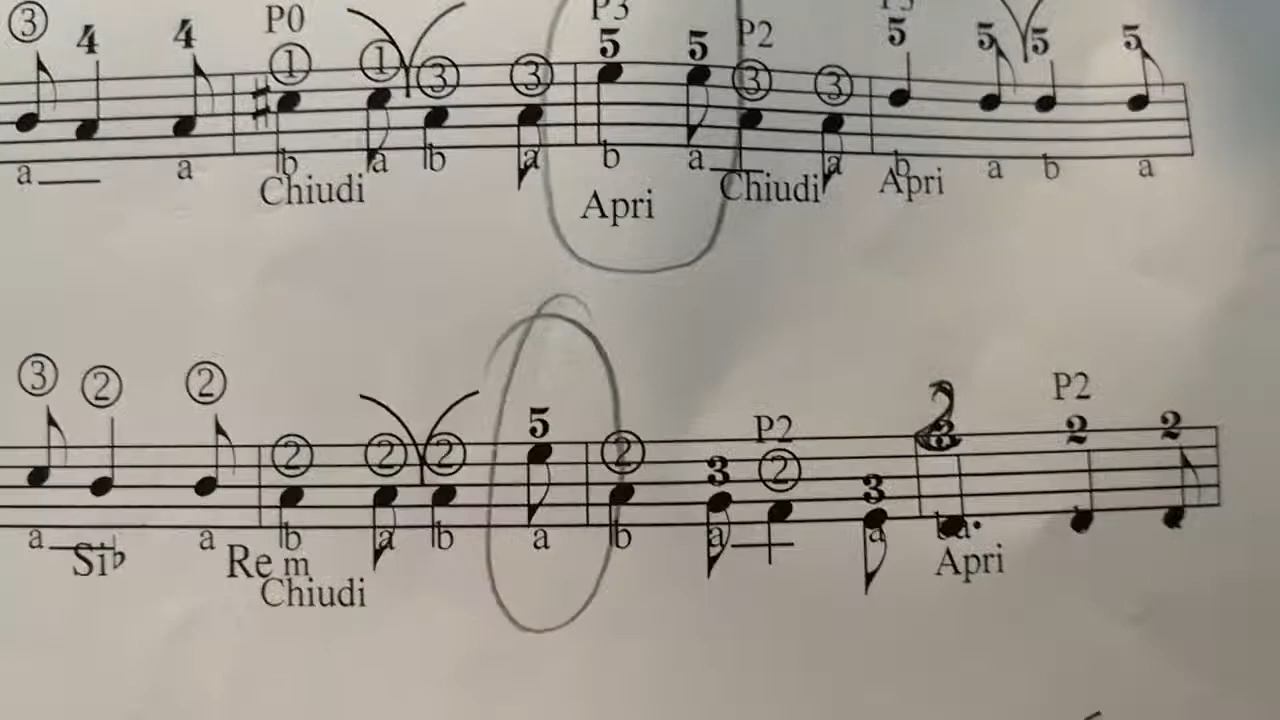 P0 P3 P2 P3
③ 4 4 ① ① ③ ③ 5 5 ③ ③ 5 5 5 5
a a b a b a b a a b a b a
Chiudi Apri Chiudi Apri
P2 P2
③ ② ② ② ② ② 5 ② 3 ② 3 2 2
a a b a b a b a a a
Si♭ Re m Apri
Chiudi